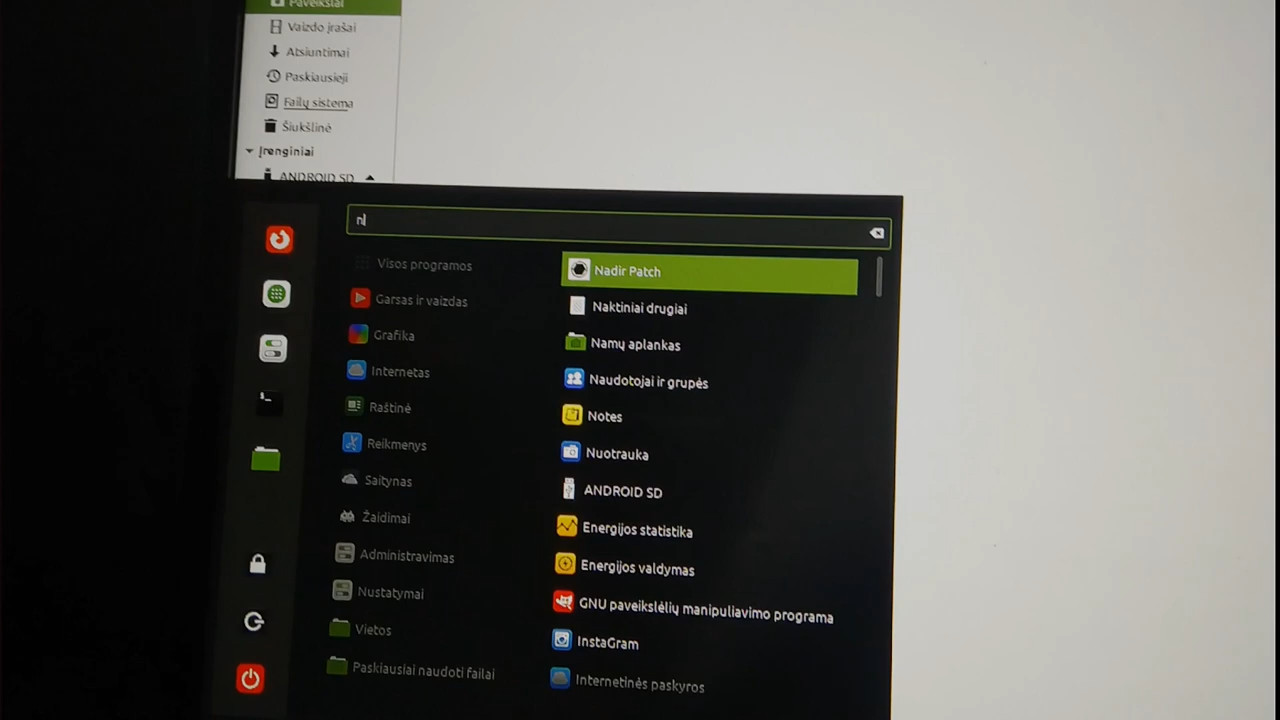 Paveikslai
Vaizdo įrašai
Atsiuntimai
Paskiausieji
Failų sistema
Šiukšlinė
Įrenginiai
ANDROID SD
n
Visos programos
Garsas ir vaizdas
Grafika
Internetas
Raštinė
Reikmenys
Saitynas
Žaidimai
Administravimas
Nustatymai
Vietos
Paskiausiai naudoti failai
Nadir Patch
Naktiniai drugiai
Namų aplankas
Naudotojai ir grupės
Notes
Nuotrauka
ANDROID SD
Energijos statistika
Energijos valdymas
GNU paveikslėlių manipuliavimo programa
InstaGram
Internetinės paskyros